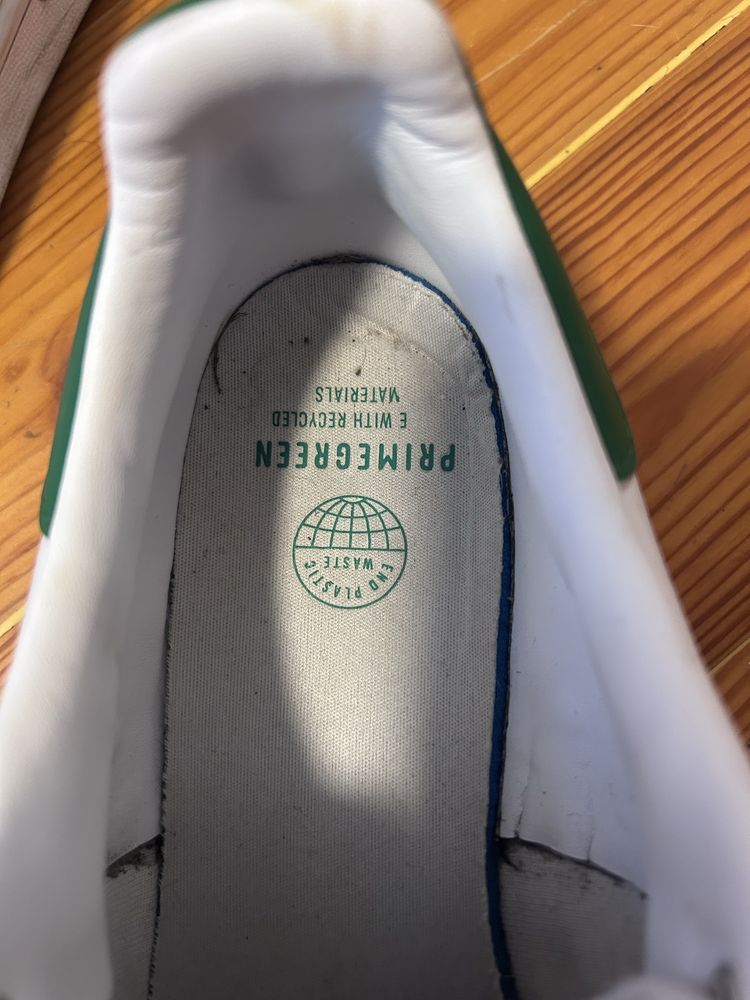 END PLASTIC
WASTE
PRIMEGREEN
E WITH RECYCLED
MATERIALS